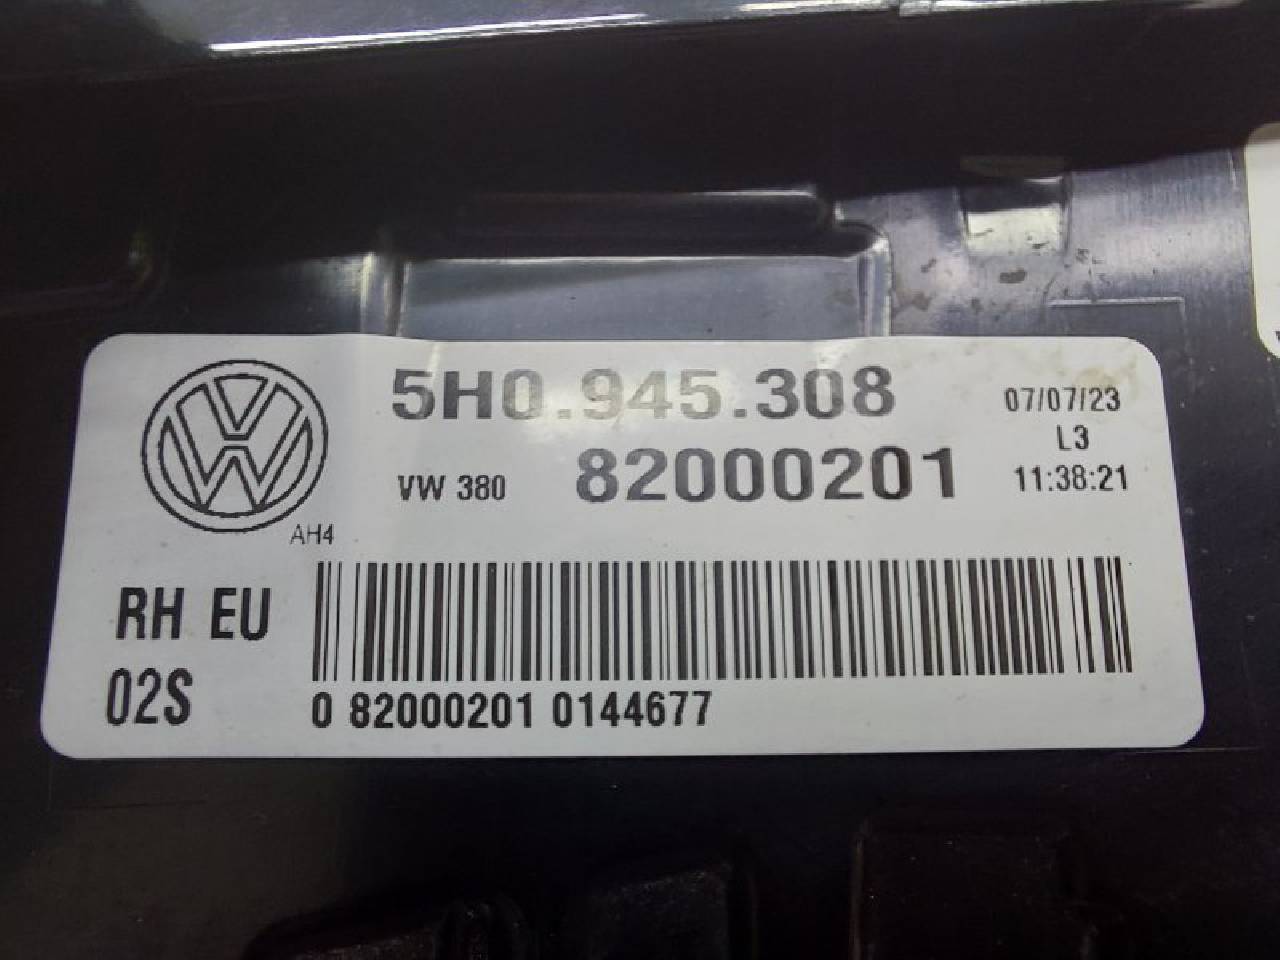 5H0.945.308
07/07/23
VW 380
82000201
L3
11:38:21
AH4
RH EU
02S
0 82000201 0144677